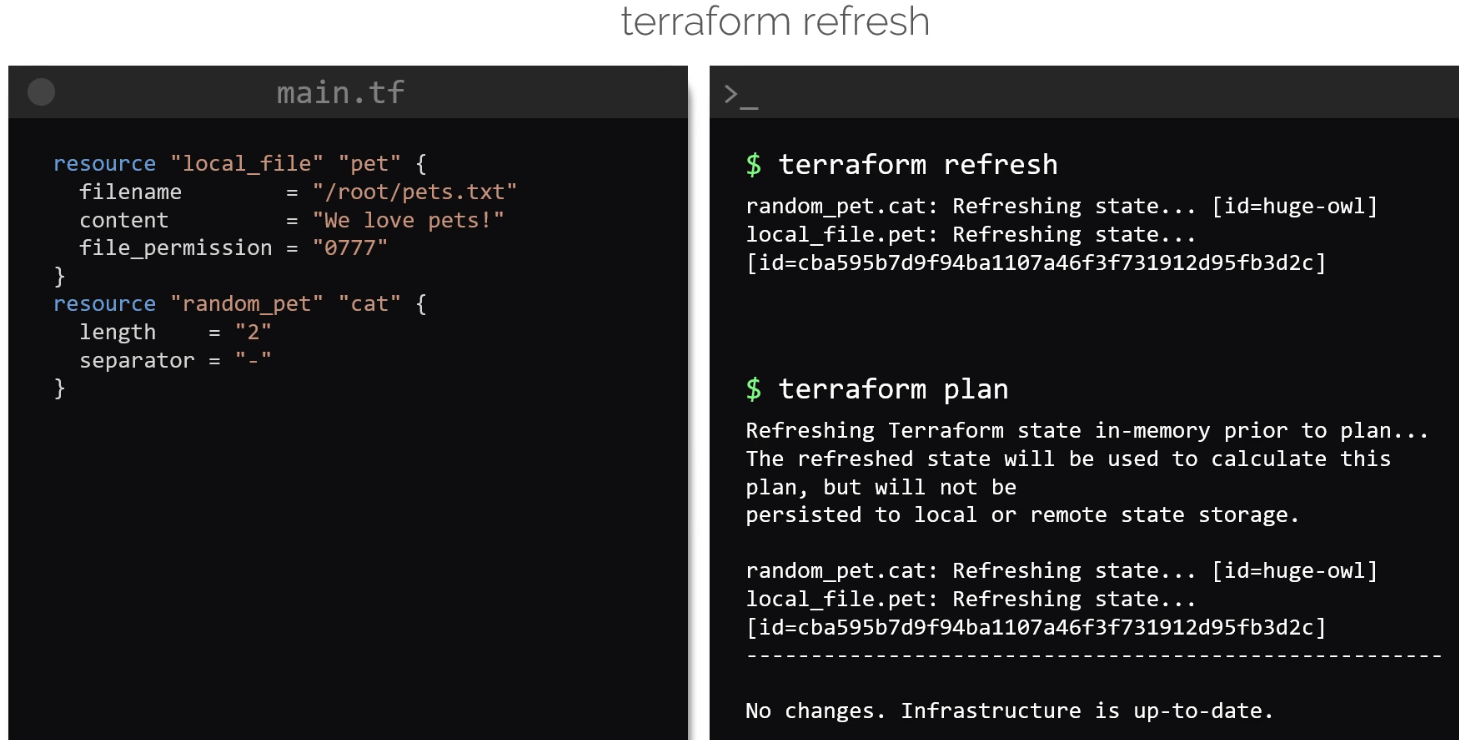 terraform refresh
main.tf
resource "local_file" "pet" {
  filename        = "/root/pets.txt"
  content         = "We love pets!"
  file_permission = "0777"
}
resource "random_pet" "cat" {
  length    = "2"
  separator = "-"
}
>_
$ terraform refresh
random_pet.cat: Refreshing state... [id=huge-owl]
local_file.pet: Refreshing state...
[id=cba595b7d9f94ba1107a46f3f731912d95fb3d2c]
$ terraform plan
Refreshing Terraform state in-memory prior to plan...
The refreshed state will be used to calculate this
plan, but will not be
persisted to local or remote state storage.
random_pet.cat: Refreshing state... [id=huge-owl]
local_file.pet: Refreshing state...
[id=cba595b7d9f94ba1107a46f3f731912d95fb3d2c]
------------------------------------------------------
No changes. Infrastructure is up-to-date.